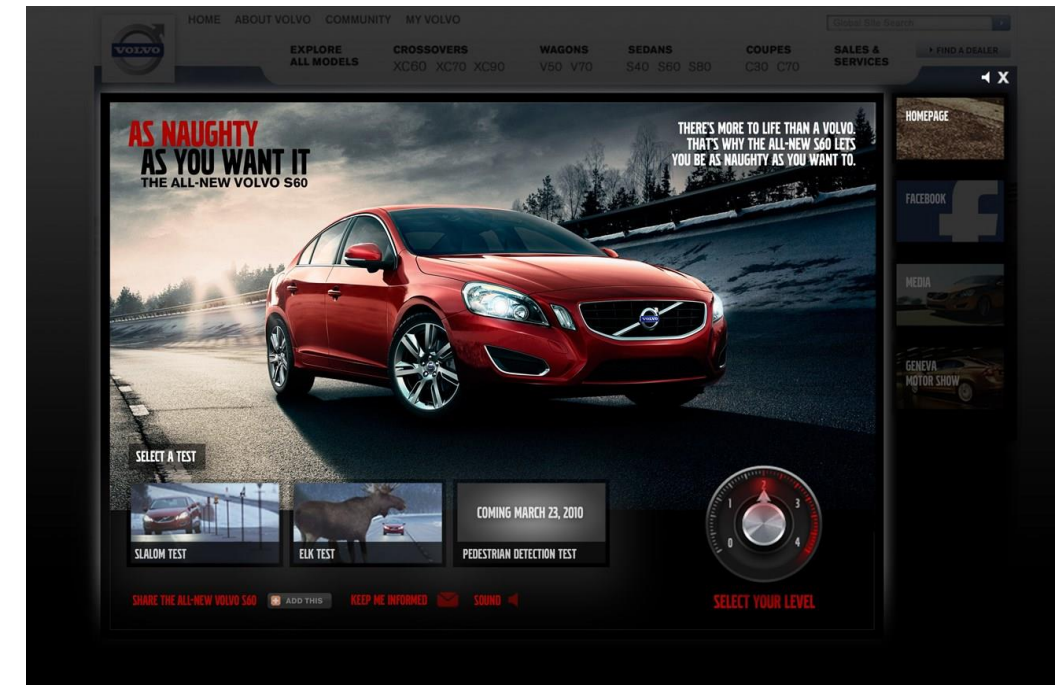 HOME ABOUT VOLVO COMMUNITY MY VOLVO
Global Site Search
VOLVO
EXPLORE
ALL MODELS
CROSSOVERS
XC60 XC70 XC90
WAGONS
V50 V70
SEDANS
S40 S60 S80
COUPES
C30 C70
SALES &
SERVICES
FIND A DEALER
X
AS NAUGHTY
AS YOU WANT IT
THE ALL-NEW VOLVO S60
THERE'S MORE TO LIFE THAN A VOLVO.
THAT'S WHY THE ALL-NEW S60 LETS
YOU BE AS NAUGHTY AS YOU WANT TO.
HOMEPAGE
FACEBOOK
f
MEDIA
GENEVA
MOTOR SHOW
VOLVO
SELECT A TEST
SLALOM TEST
ELK TEST
COMING MARCH 23, 2010
PEDESTRIAN DETECTION TEST
0 1 2 3 4
SELECT YOUR LEVEL
SHARE THE ALL-NEW VOLVO S60
ADD THIS
KEEP ME INFORMED
SOUND